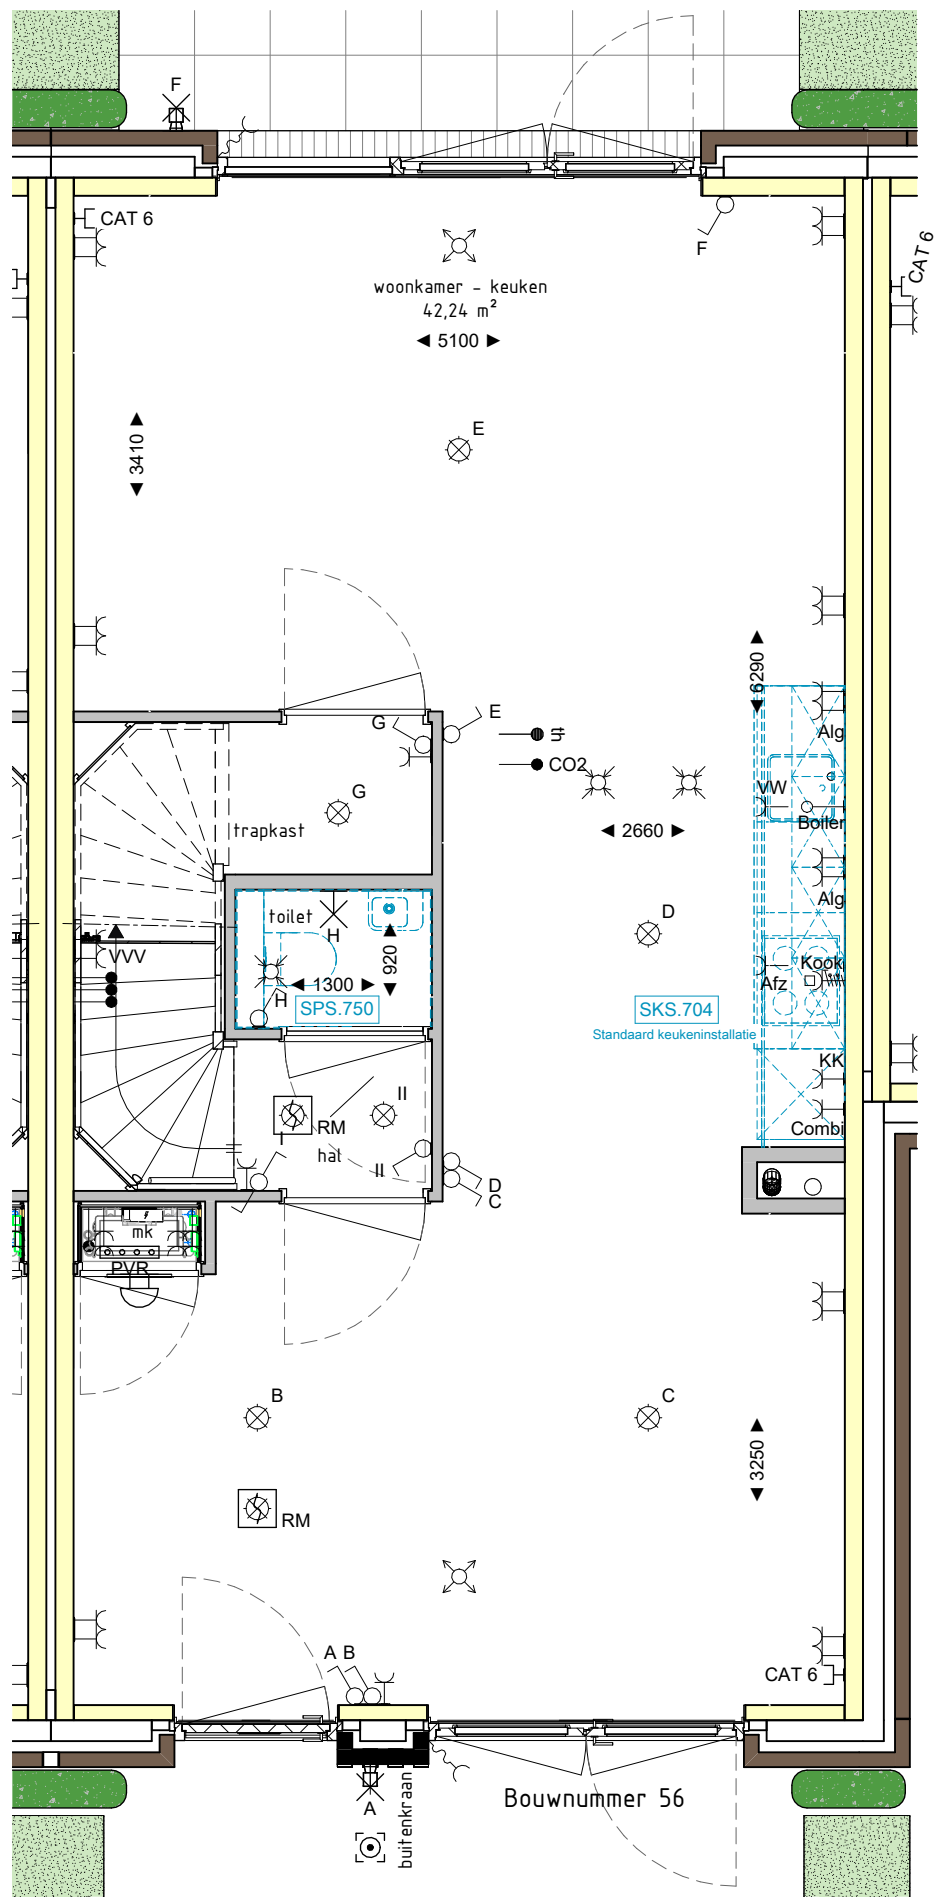 F
CAT 6
F
CAT 6
woonkamer - keuken
42,24 m²
5100
3410
E
6290
G
E
th
CO2
Alg
G
VW
trapkast
2660
Boiler
Alg
toilet
H
D
920
VVV
Kook
1300
Afz
H
SPS.750
SKS.704
Standaard keukeninstallatie
KK
II
RM
I
Combi
hal
II
D
C
mk
PVR
B
C
3250
RM
A B
CAT 6
Bouwnummer 56
A
buitenkraan